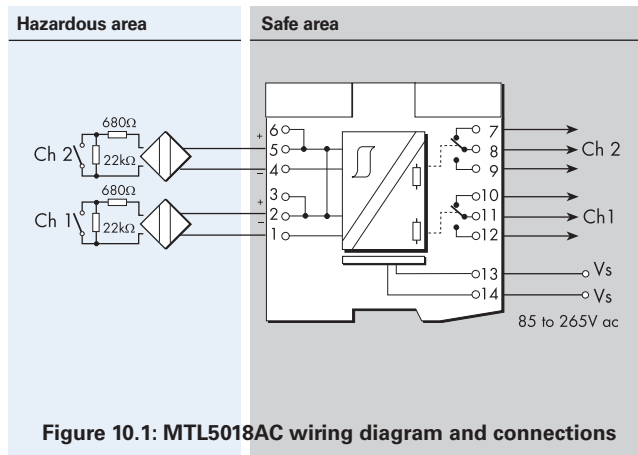 Hazardous area
Safe area
680Ω
22kΩ
Ch 2
+
–
680Ω
22kΩ
Ch 1
+
–
6
5
4
3
2
1
7
8
9
Ch 2
10
11
12
Ch1
13
Vs
14
Vs
85 to 265V ac
Figure 10.1: MTL5018AC wiring diagram and connections